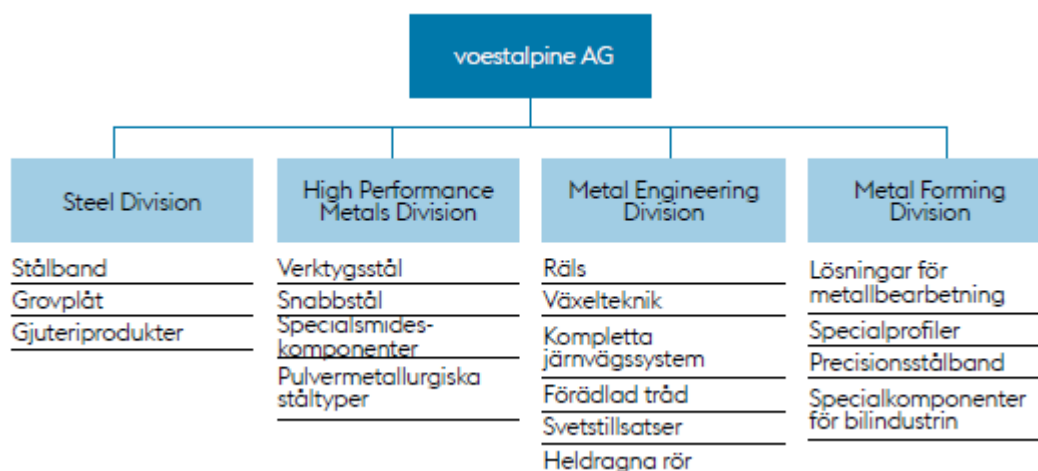 voestalpine AG
Steel Division
Stålband
Grovplåt
Gjuteriprodukter
High Performance
Metals Division
Verktygsstål
Snabbstål
Specialsmides-
komponenter
Pulvermetallurgiska
ståltyper
Metal Engineering
Division
Räls
Växelteknik
Kompletta
järnvägssystem
Förädlad tråd
Svetstillsatser
Heldragna rör
Metal Forming
Division
Lösningar för
metallbearbetning
Specialprofiler
Precisionsstålband
Specialkomponenter
för bilindustrin